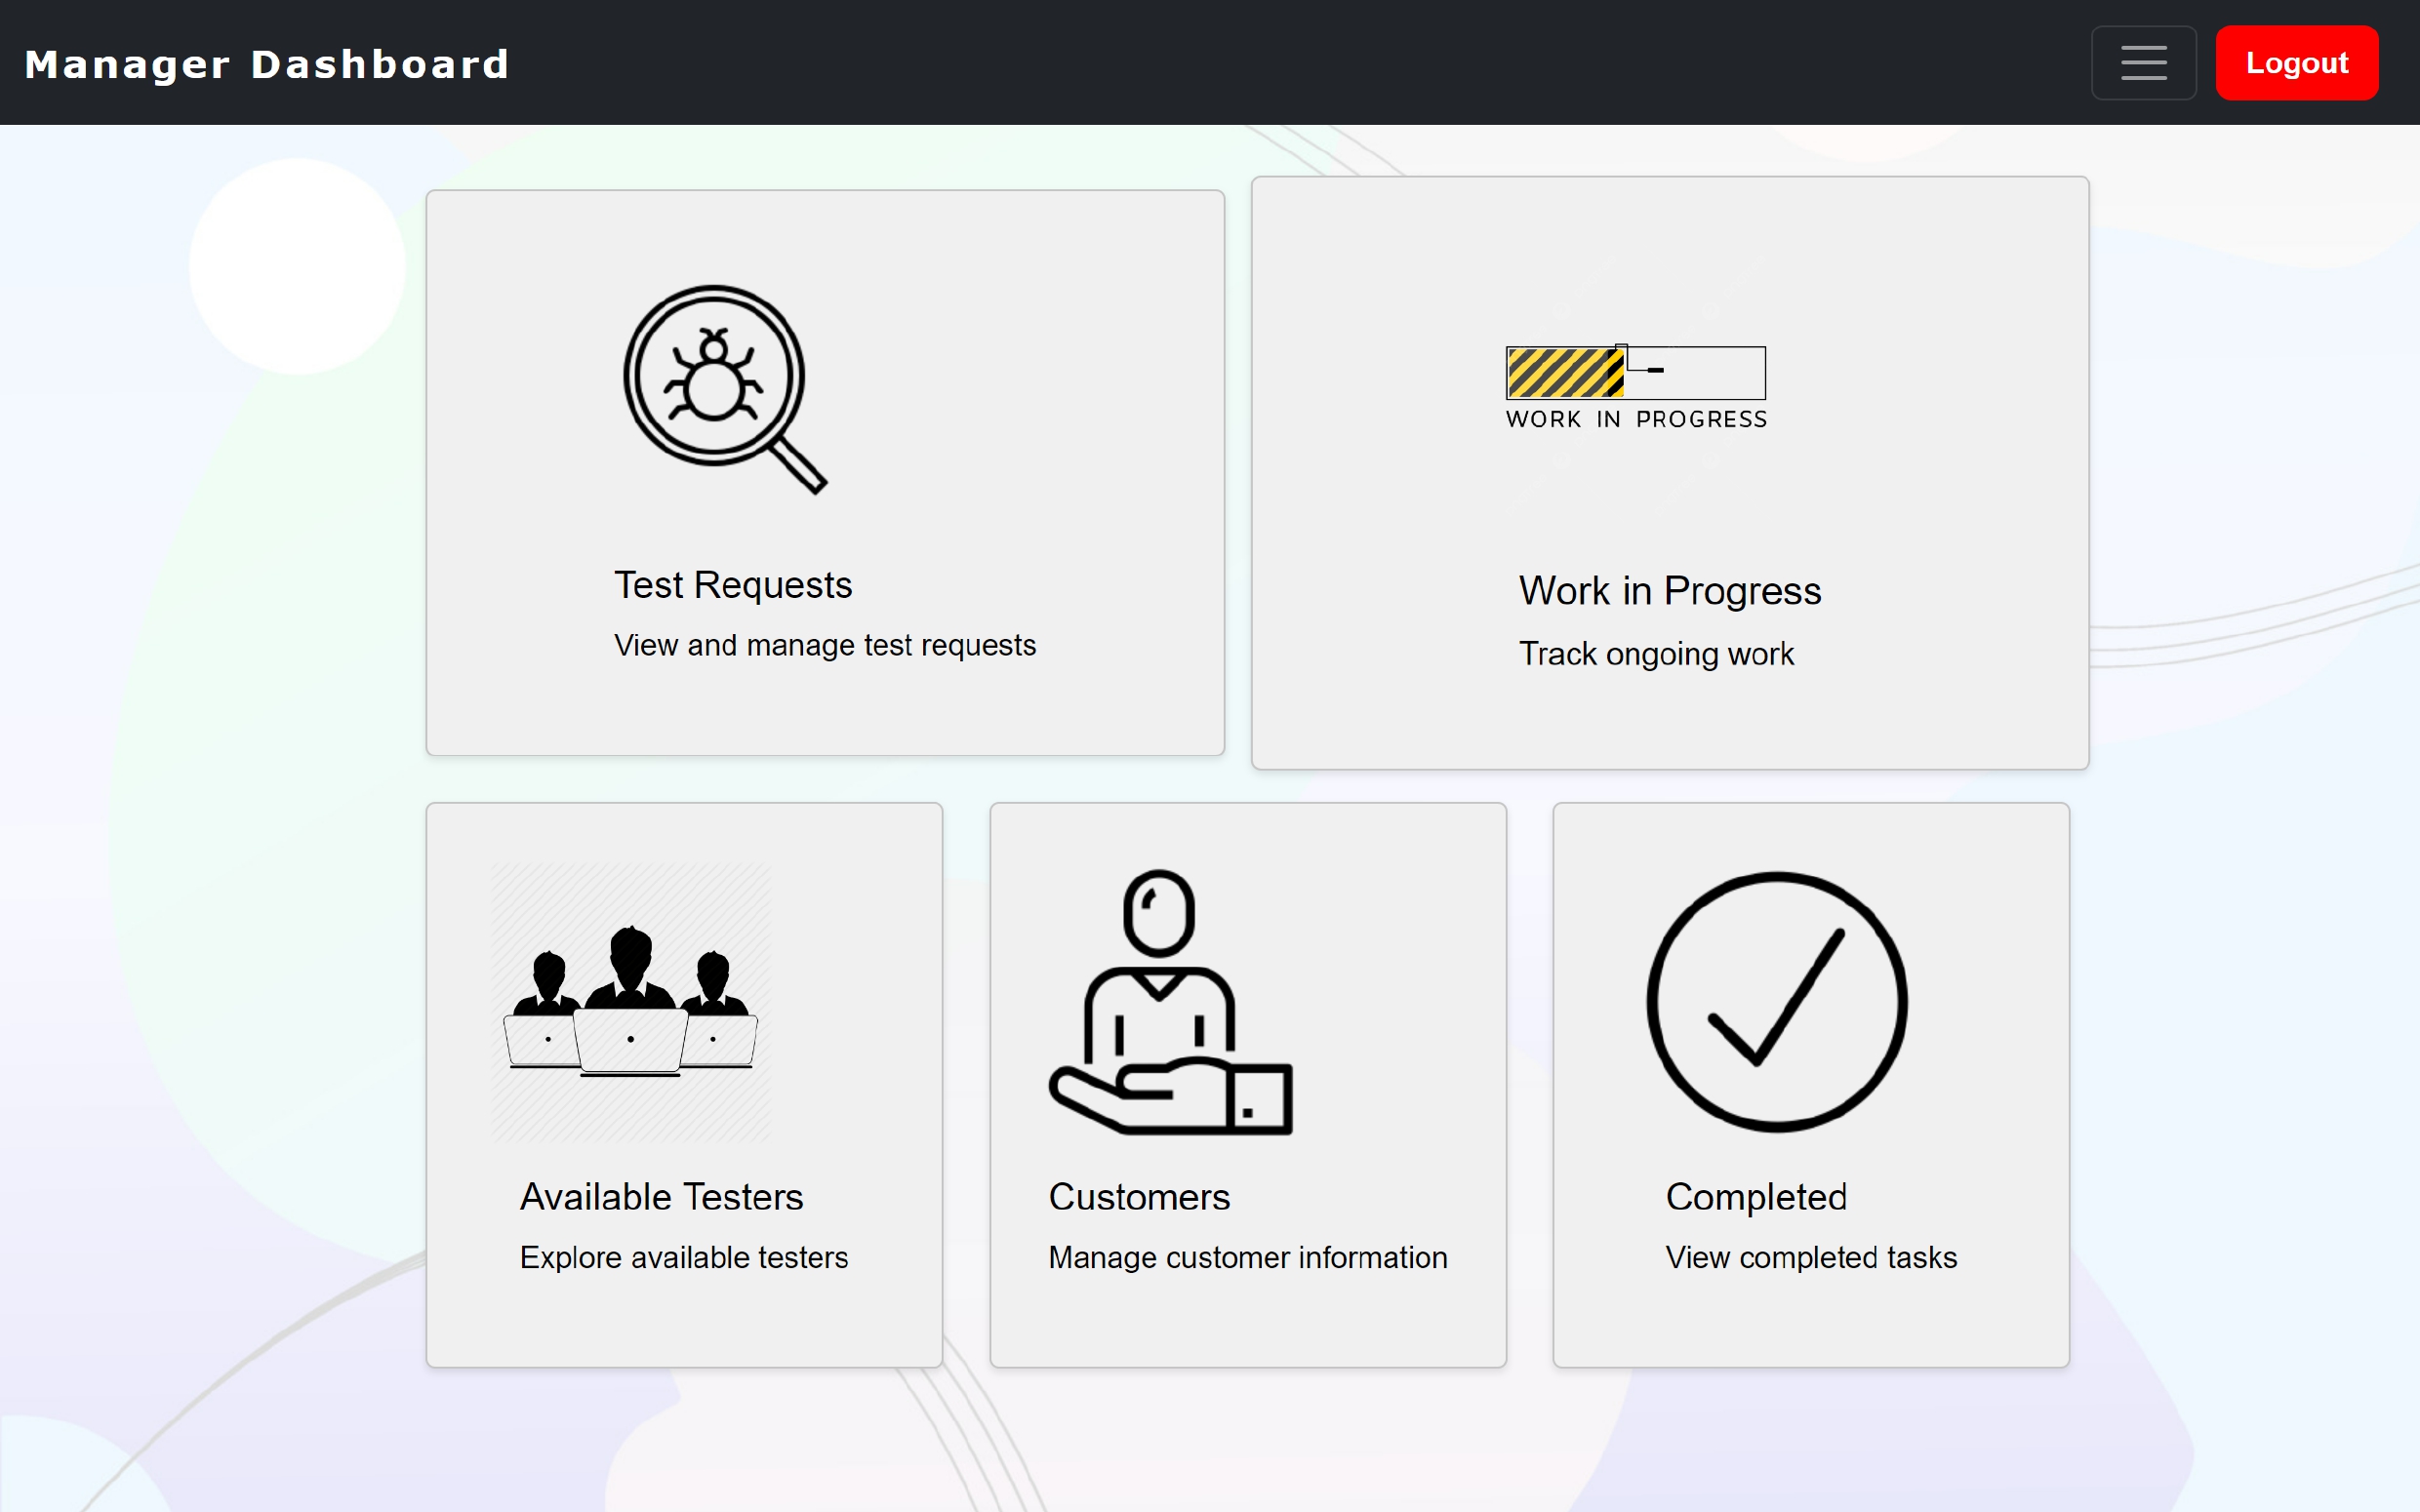 Manager Dashboard
Logout
WORK IN PROGRESS
Test Requests
View and manage test requests
Work in Progress
Track ongoing work
Available Testers
Explore available testers
Customers
Manage customer information
Completed
View completed tasks